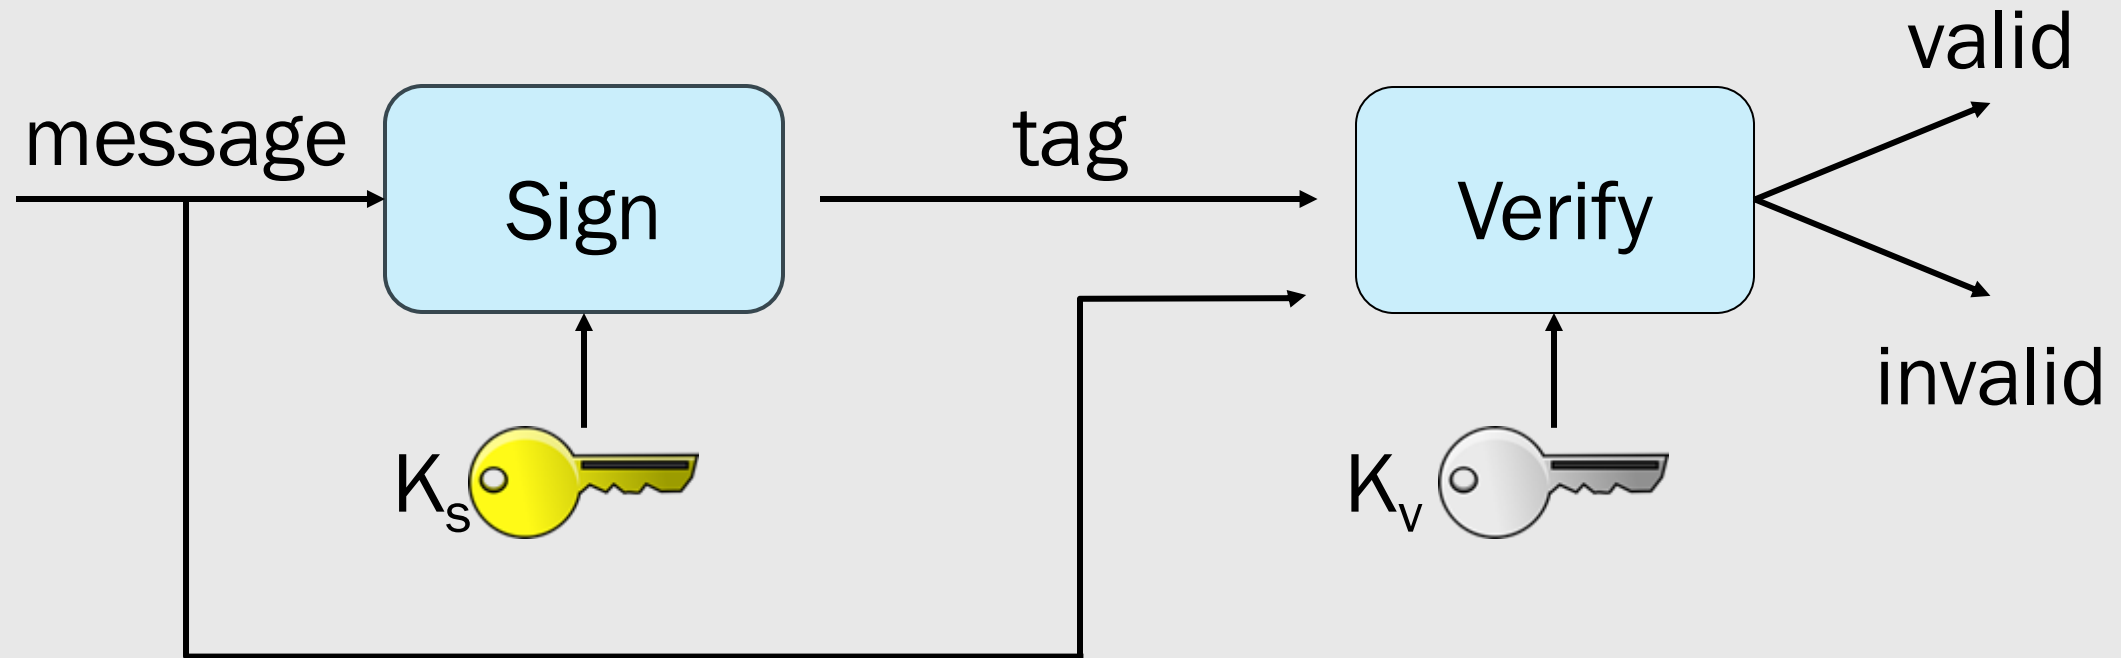 valid
message
tag
Sign
Verify
invalid
Ks
Kv